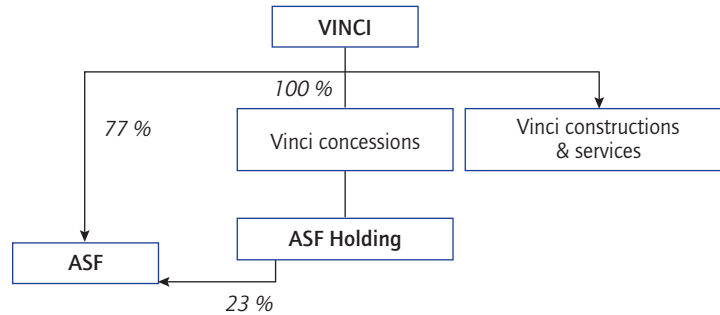 VINCI
100 %
77 %
Vinci concessions
Vinci constructions
& services
ASF Holding
ASF
23 %